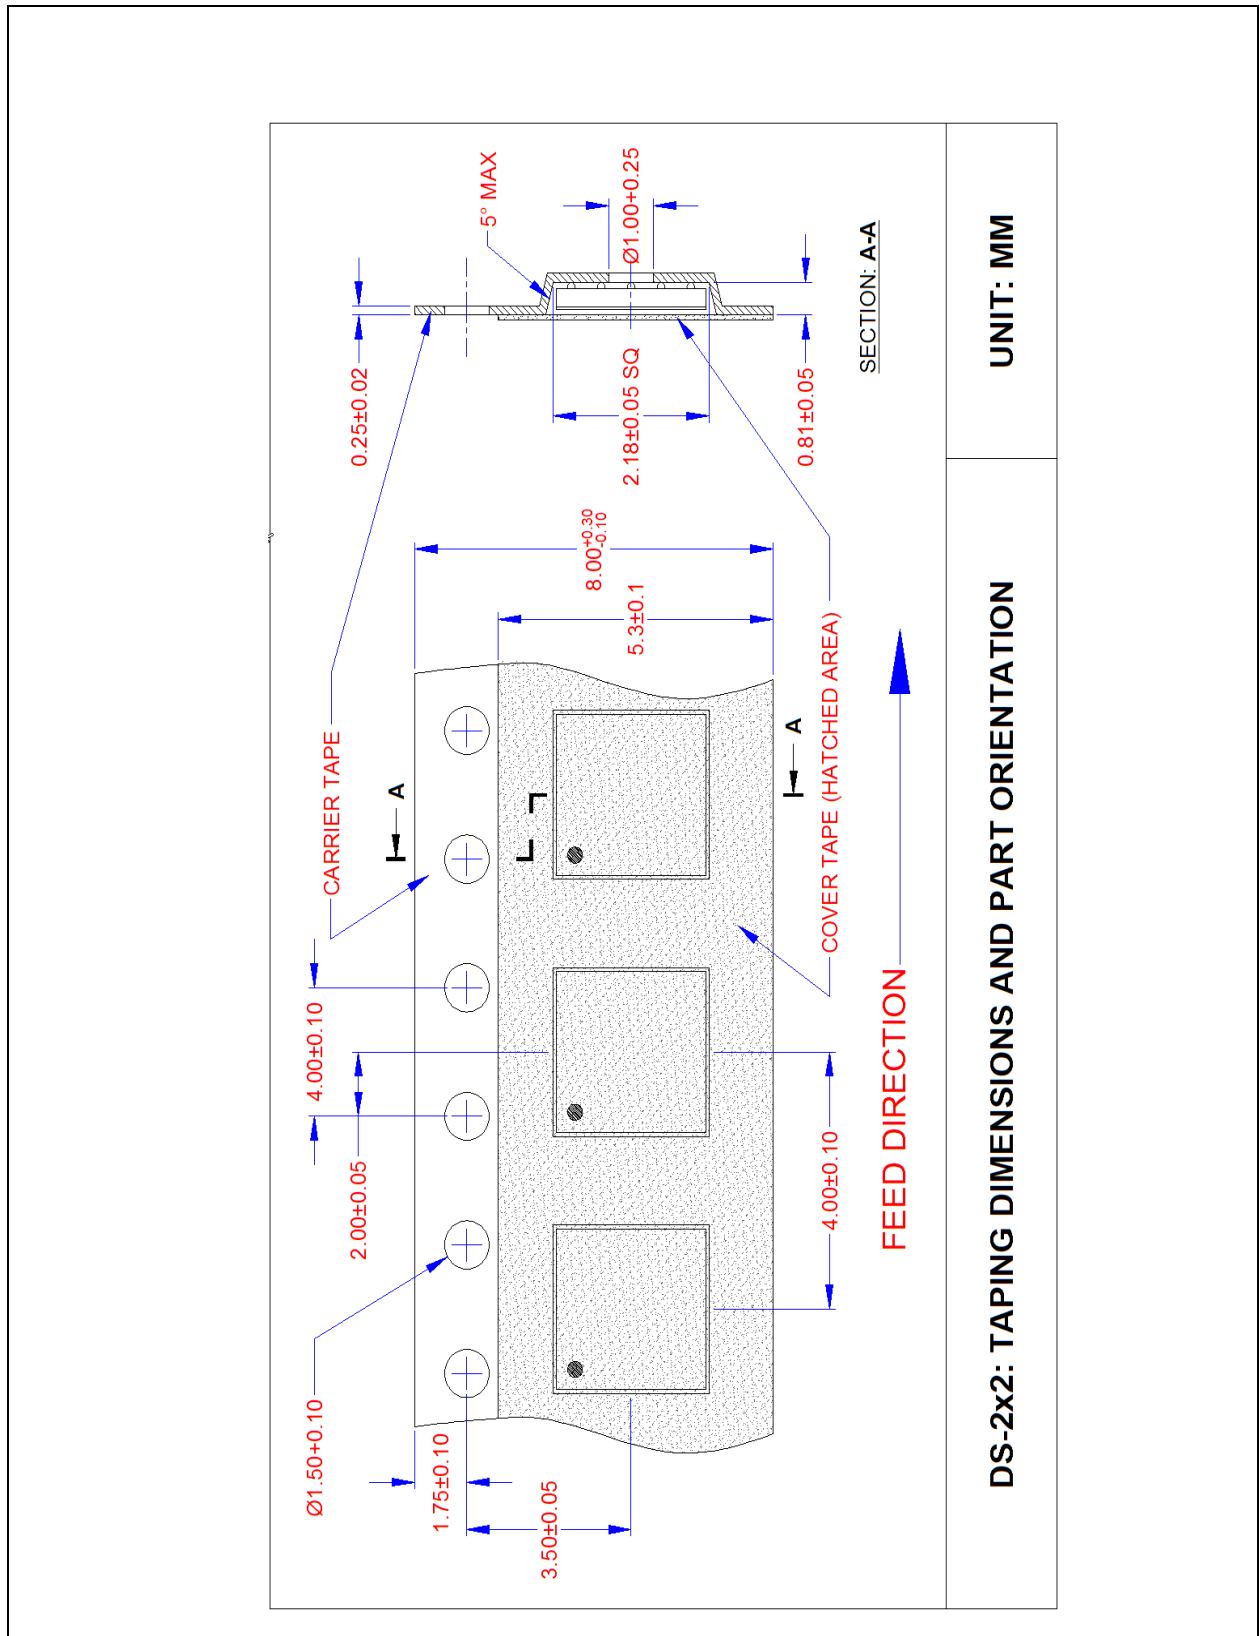 Ø1.50+0.10
1.75±0.10
3.50±0.05
2.00±0.05
4.00±0.10
CARRIER TAPE
A
A
4.00±0.10
COVER TAPE (HATCHED AREA)
8.00+0.30
-0.10
5.3±0.1
0.25±0.02
5° MAX
Ø1.00+0.25
2.18±0.05 SQ
0.81±0.05
SECTION: A-A
FEED DIRECTION
DS-2x2: TAPING DIMENSIONS AND PART ORIENTATION
UNIT: MM